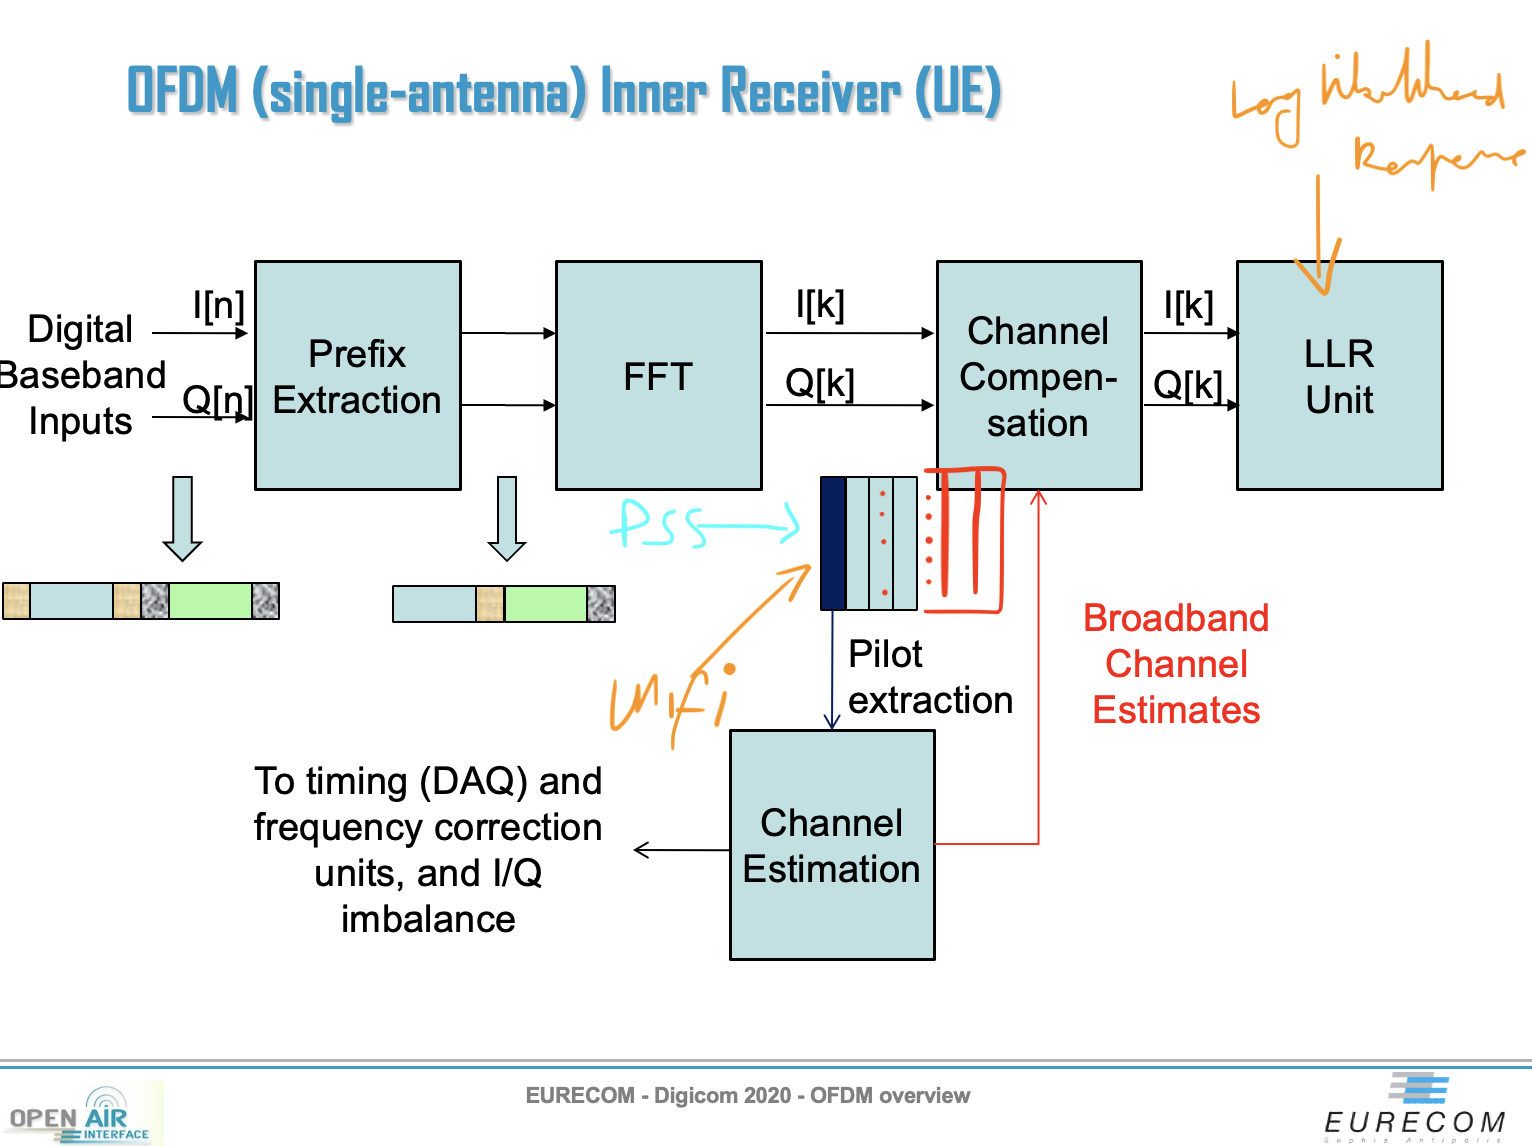 OFDM (single-antenna) Inner Receiver (UE)
Log likelihood
Response
Digital
Baseband
Inputs
I[n]
Q[n]
Prefix
Extraction
FFT
I[k]
Q[k]
Channel
Compen-
sation
I[k]
Q[k]
LLR
Unit
PSS
WiFi
Pilot
extraction
Broadband
Channel
Estimates
To timing (DAQ) and
frequency correction
units, and I/Q
imbalance
Channel
Estimation
OPEN AIR
INTERFACE
EURECOM - Digicom 2020 - OFDM overview
EURECOM
Sophia Antipolis